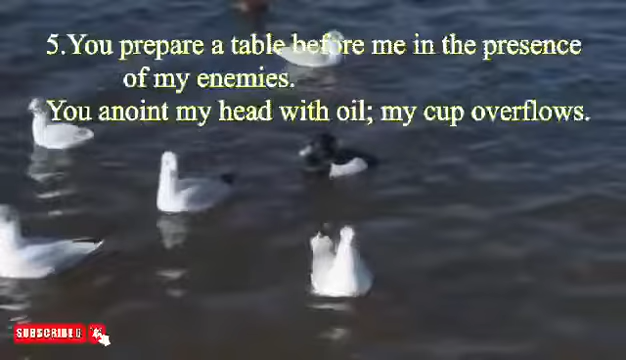 5.You prepare a table before me in the presence
of my enemies.
You anoint my head with oil; my cup overflows.
SUBSCRIBE